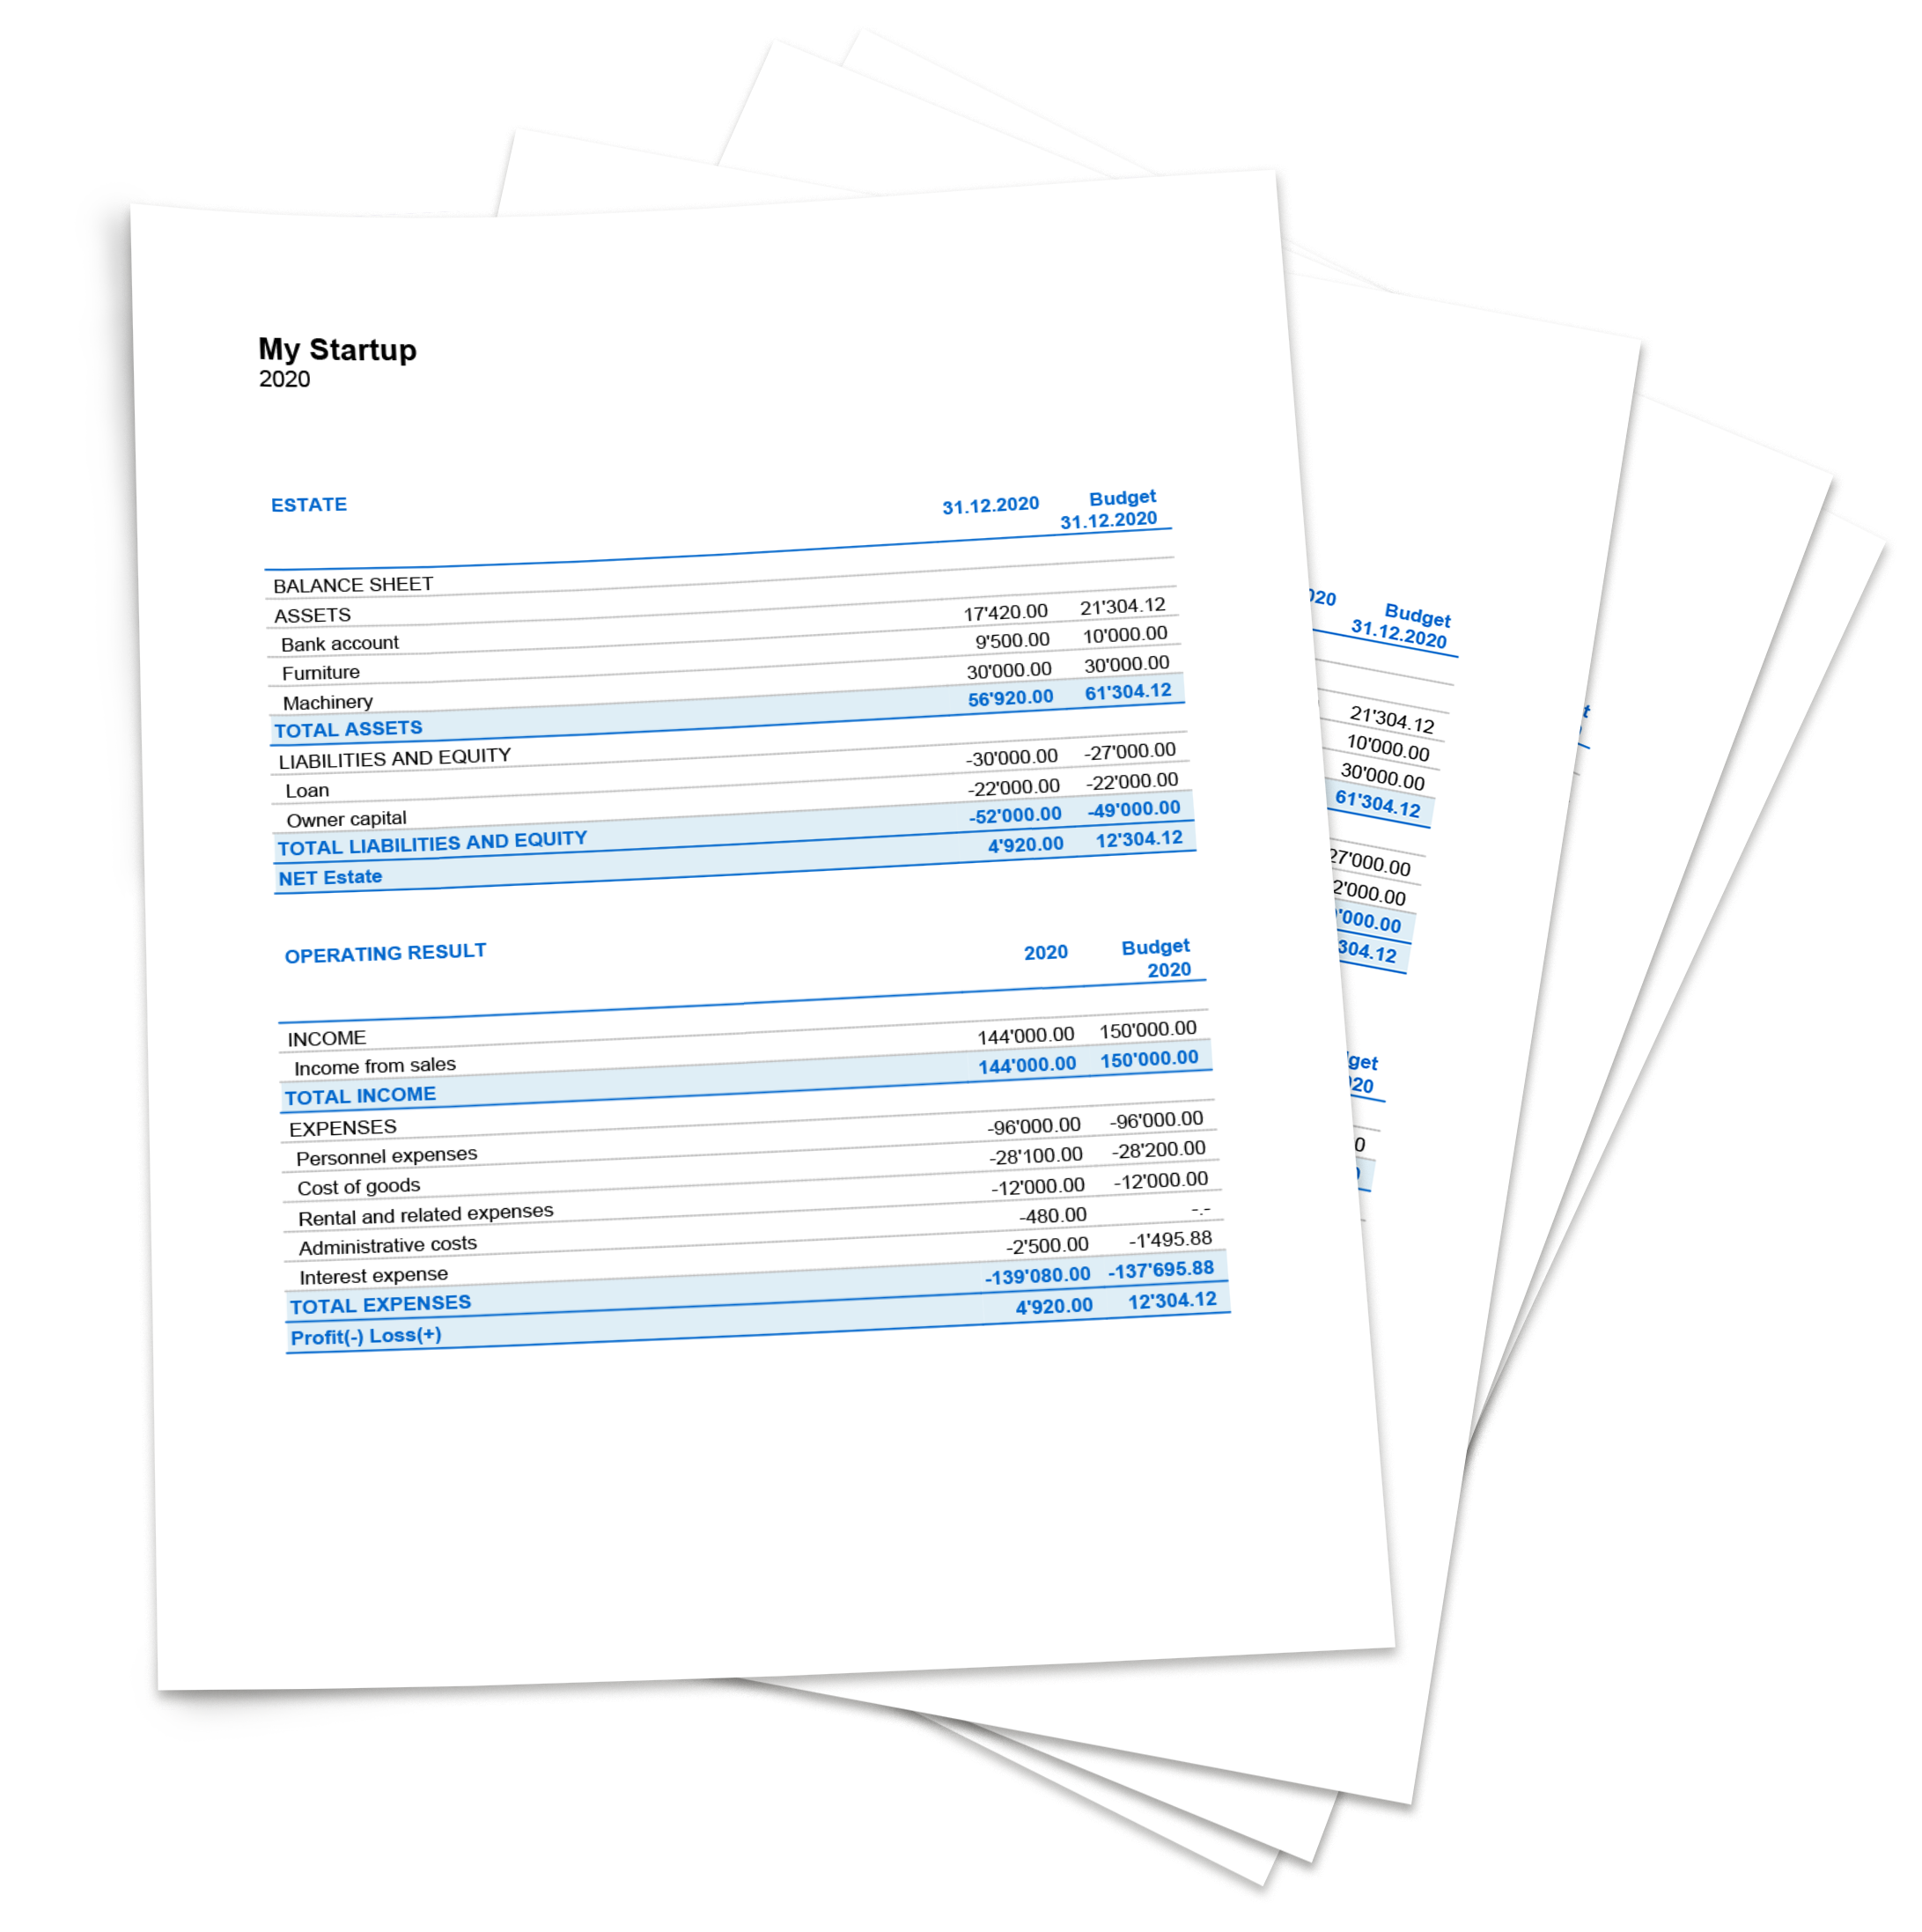 My Startup
2020
ESTATE 31.12.2020 Budget 31.12.2020
BALANCE SHEET
ASSETS
Bank account 17'420.00 21'304.12
Furniture 9'500.00 10'000.00
Machinery 30'000.00 30'000.00
TOTAL ASSETS 56'920.00 61'304.12
LIABILITIES AND EQUITY
Loan -30'000.00 -27'000.00
Owner capital -22'000.00 -22'000.00
TOTAL LIABILITIES AND EQUITY -52'000.00 -49'000.00
NET Estate 4'920.00 12'304.12
OPERATING RESULT 2020 Budget 2020
INCOME
Income from sales 144'000.00 150'000.00
TOTAL INCOME 144'000.00 150'000.00
EXPENSES
Personnel expenses -96'000.00 -96'000.00
Cost of goods -28'100.00 -28'200.00
Rental and related expenses -12'000.00 -12'000.00
Administrative costs -480.00 -.-
Interest expense -2'500.00 -1'495.88
TOTAL EXPENSES -139'080.00 -137'695.88
Profit(-) Loss(+) 4'920.00 12'304.12
020 Budget
31.12.2020
21'304.12
10'000.00
30'000.00
61'304.12
27'000.00
2'000.00
'000.00
304.12
get
20
0